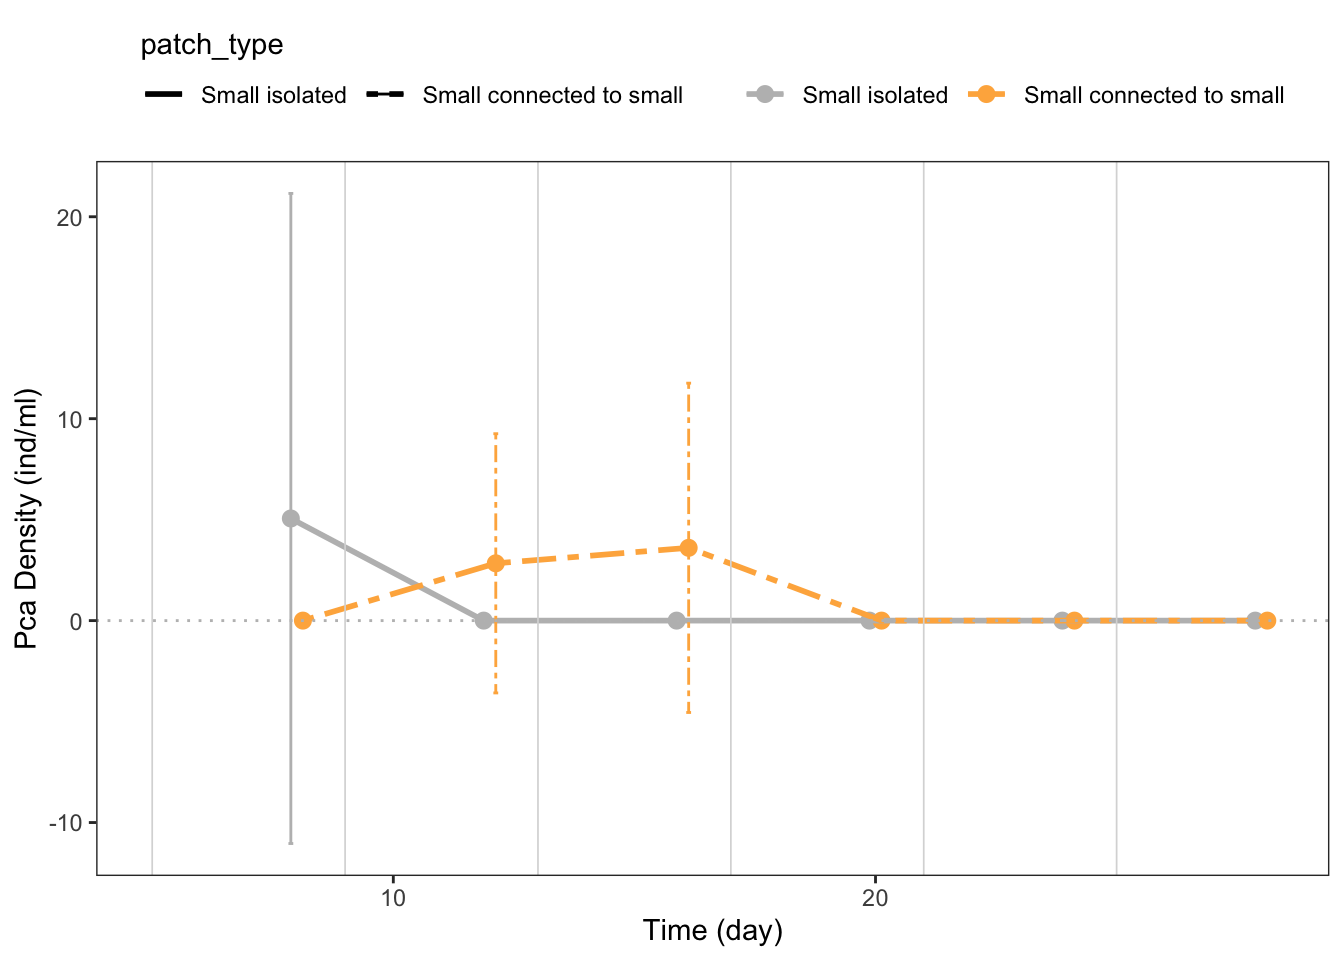 patch_type
Small isolated Small connected to small Small isolated Small connected to small
20
10
0
-10
Pca Density (ind/ml)
10 20
Time (day)